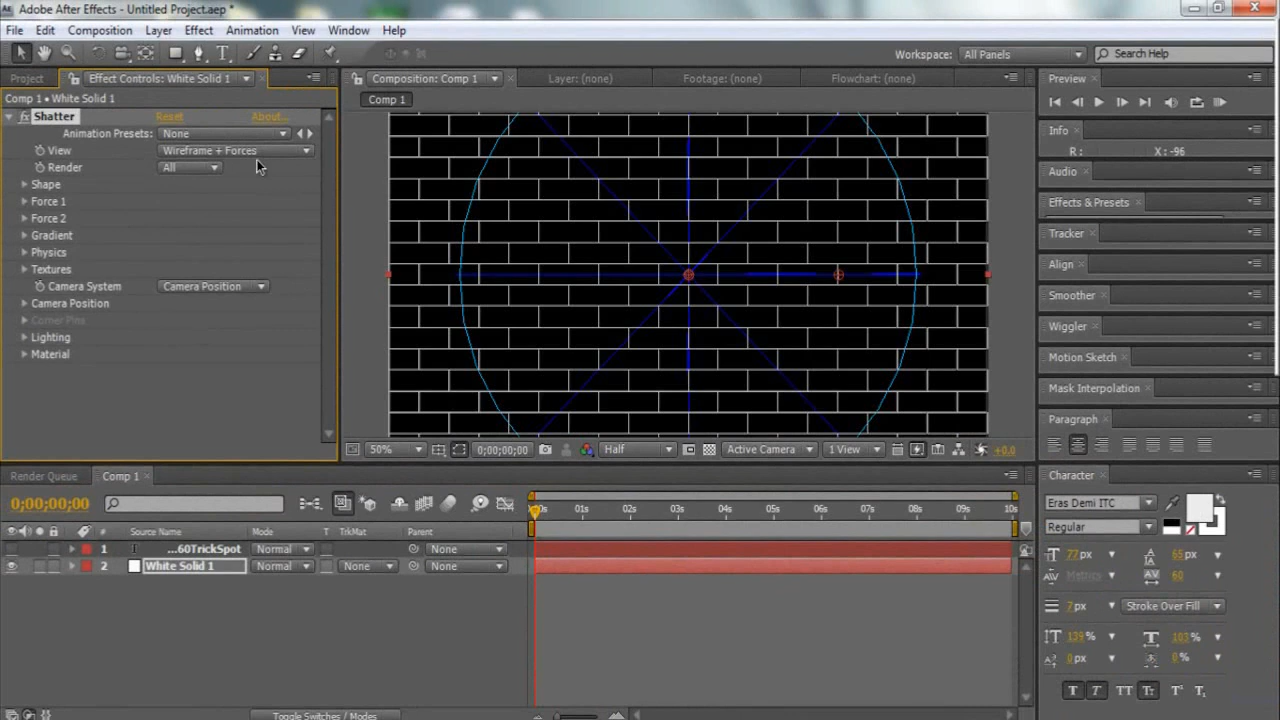 Adobe After Effects - Untitled Project.aep *
File Edit Composition Layer Effect Animation View Window Help
Workspace: All Panels Search Help
Project Effect Controls: White Solid 1 Composition: Comp 1 Layer: (none) Footage: (none) Flowchart: (none) Preview
Comp 1 • White Solid 1 Comp 1
fx Shatter Reset About...
Animation Presets: None Info
View Wireframe + Forces R : X : -96
Render All Audio
Shape
Force 1 Effects & Presets
Force 2
Gradient Tracker
Physics
Textures Align
Camera System Camera Position Smoother
Camera Position
Corner Pins Wiggler
Lighting
Material Motion Sketch
Mask Interpolation
Paragraph
50% 0;00;00;00 Half Active Camera 1 View +0.0
Render Queue Comp 1 Character
0;00;00;00 Eras Demi ITC
:00s 01s 02s 03s 04s 05s 06s 07s 08s 09s 10s
# Source Name Mode T TrkMat Parent Regular
1 T ...60TrickSpot Normal None 77 px 65 px
2 White Solid 1 Normal None None Metrics 60
7 px Stroke Over Fill
139 % 103 %
0 px 0 %
T T TT Tt T¹ T₁
Toggle Switches / Modes